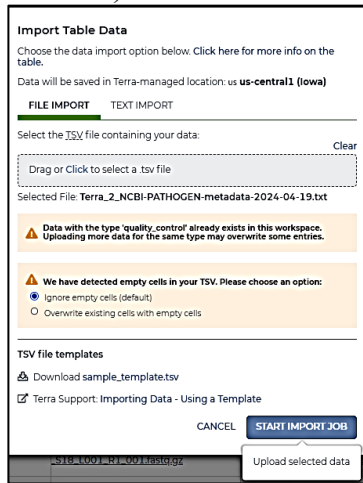 Import Table Data
Choose the data import option below. Click here for more info on the
table.
Data will be saved in Terra-managed location: us us-central1 (Iowa)
FILE IMPORT TEXT IMPORT
Select the TSV file containing your data:
Clear
Drag or Click to select a .tsv file
Selected File: Terra_2_NCBI-PATHOGEN-metadata-2024-04-19.txt
Data with the type 'quality_control' already exists in this workspace.
Uploading more data for the same type may overwrite some entries.
We have detected empty cells in your TSV. Please choose an option:
Ignore empty cells (default)
Overwrite existing cells with empty cells
TSV file templates
Download sample_template.tsv
Terra Support: Importing Data - Using a Template
CANCEL START IMPORT JOB
_S18_L001_R1_001.fastq.gz
Upload selected data